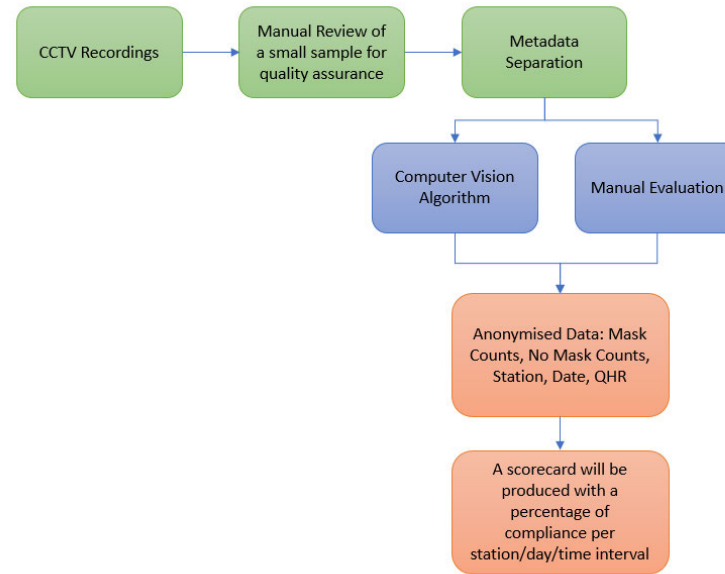 CCTV Recordings
Manual Review of
a small sample for
quality assurance
Metadata
Separation
Computer Vision
Algorithm
Manual Evaluation
Anonymised Data: Mask
Counts, No Mask Counts,
Station, Date, QHR
A scorecard will be
produced with a
percentage of
compliance per
station/day/time interval